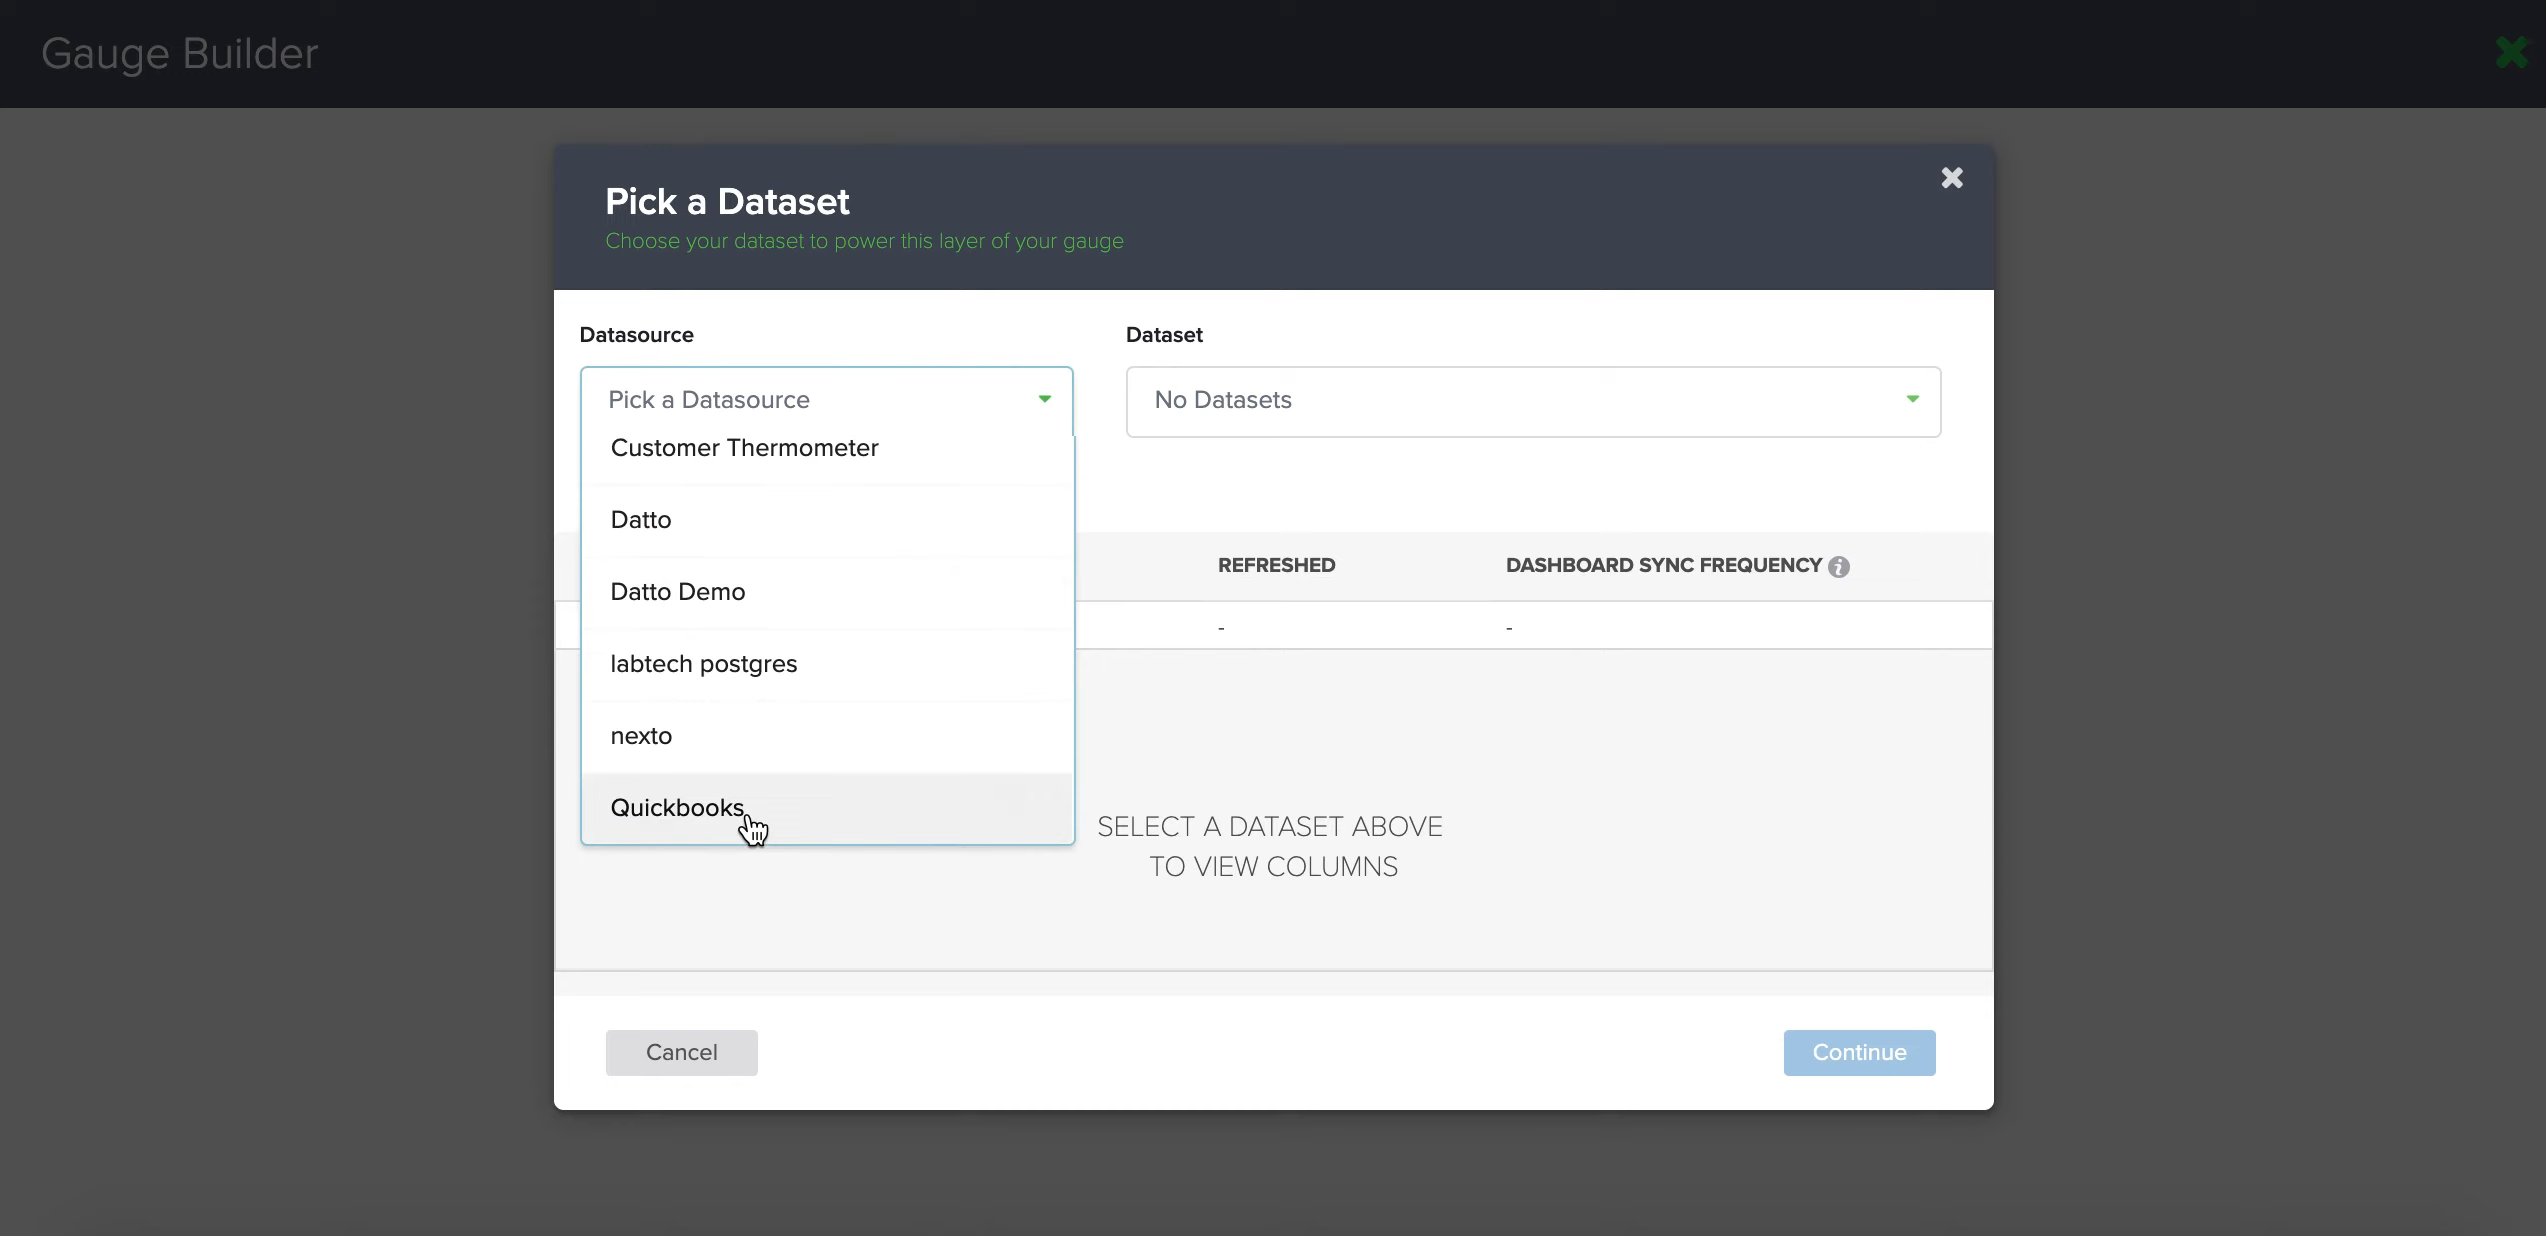 Gauge Builder
Pick a Dataset
Choose your dataset to power this layer of your gauge
Datasource
Dataset
Pick a Datasource
No Datasets
Customer Thermometer
Datto
Datto Demo
labtech postgres
nexto
Quickbooks
REFRESHED
DASHBOARD SYNC FREQUENCY
-
-
SELECT A DATASET ABOVE
TO VIEW COLUMNS
Cancel
Continue